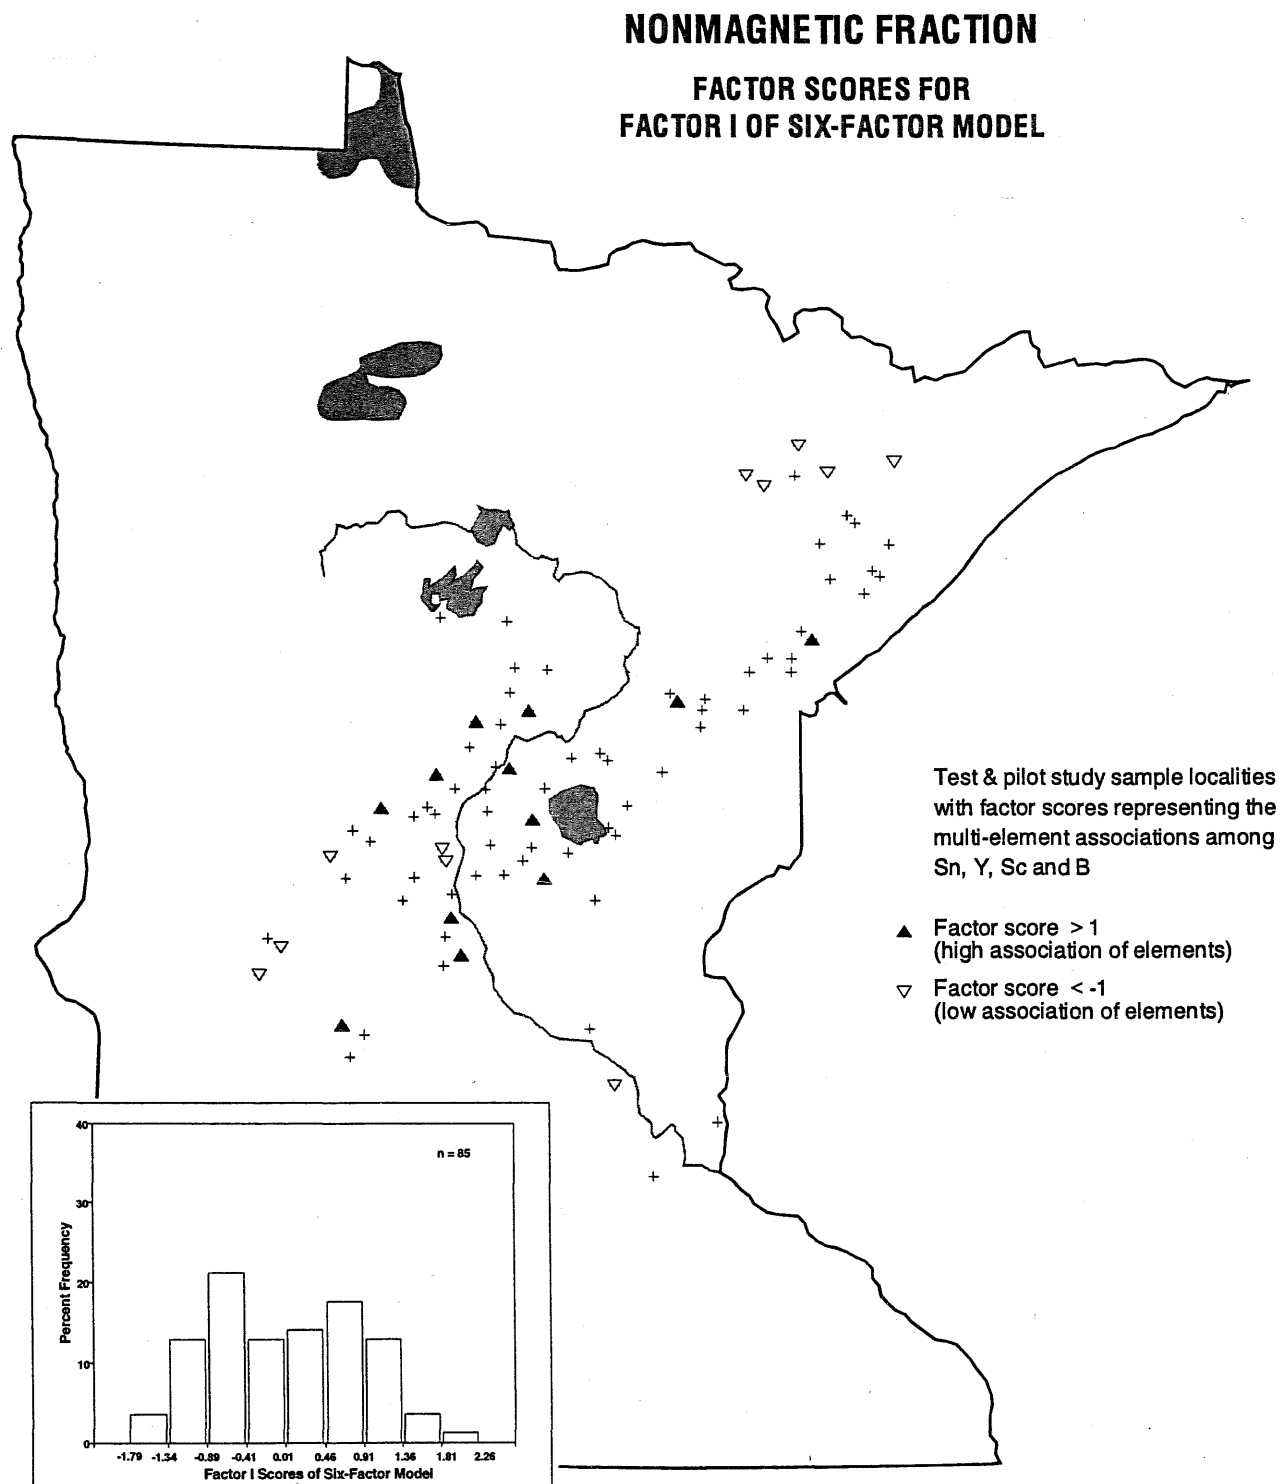 NONMAGNETIC FRACTION
FACTOR SCORES FOR
FACTOR I OF SIX-FACTOR MODEL
Test & pilot study sample localities
with factor scores representing the
multi-element associations among
Sn, Y, Sc and B
Factor score > 1
(high association of elements)
Factor score < -1
(low association of elements)
n = 85
Percent Frequency
40
30
20
10
0
-1.79 -1.34 -0.89 -0.41 0.01 0.46 0.91 1.36 1.81 2.26
Factor I Scores of Six-Factor Model